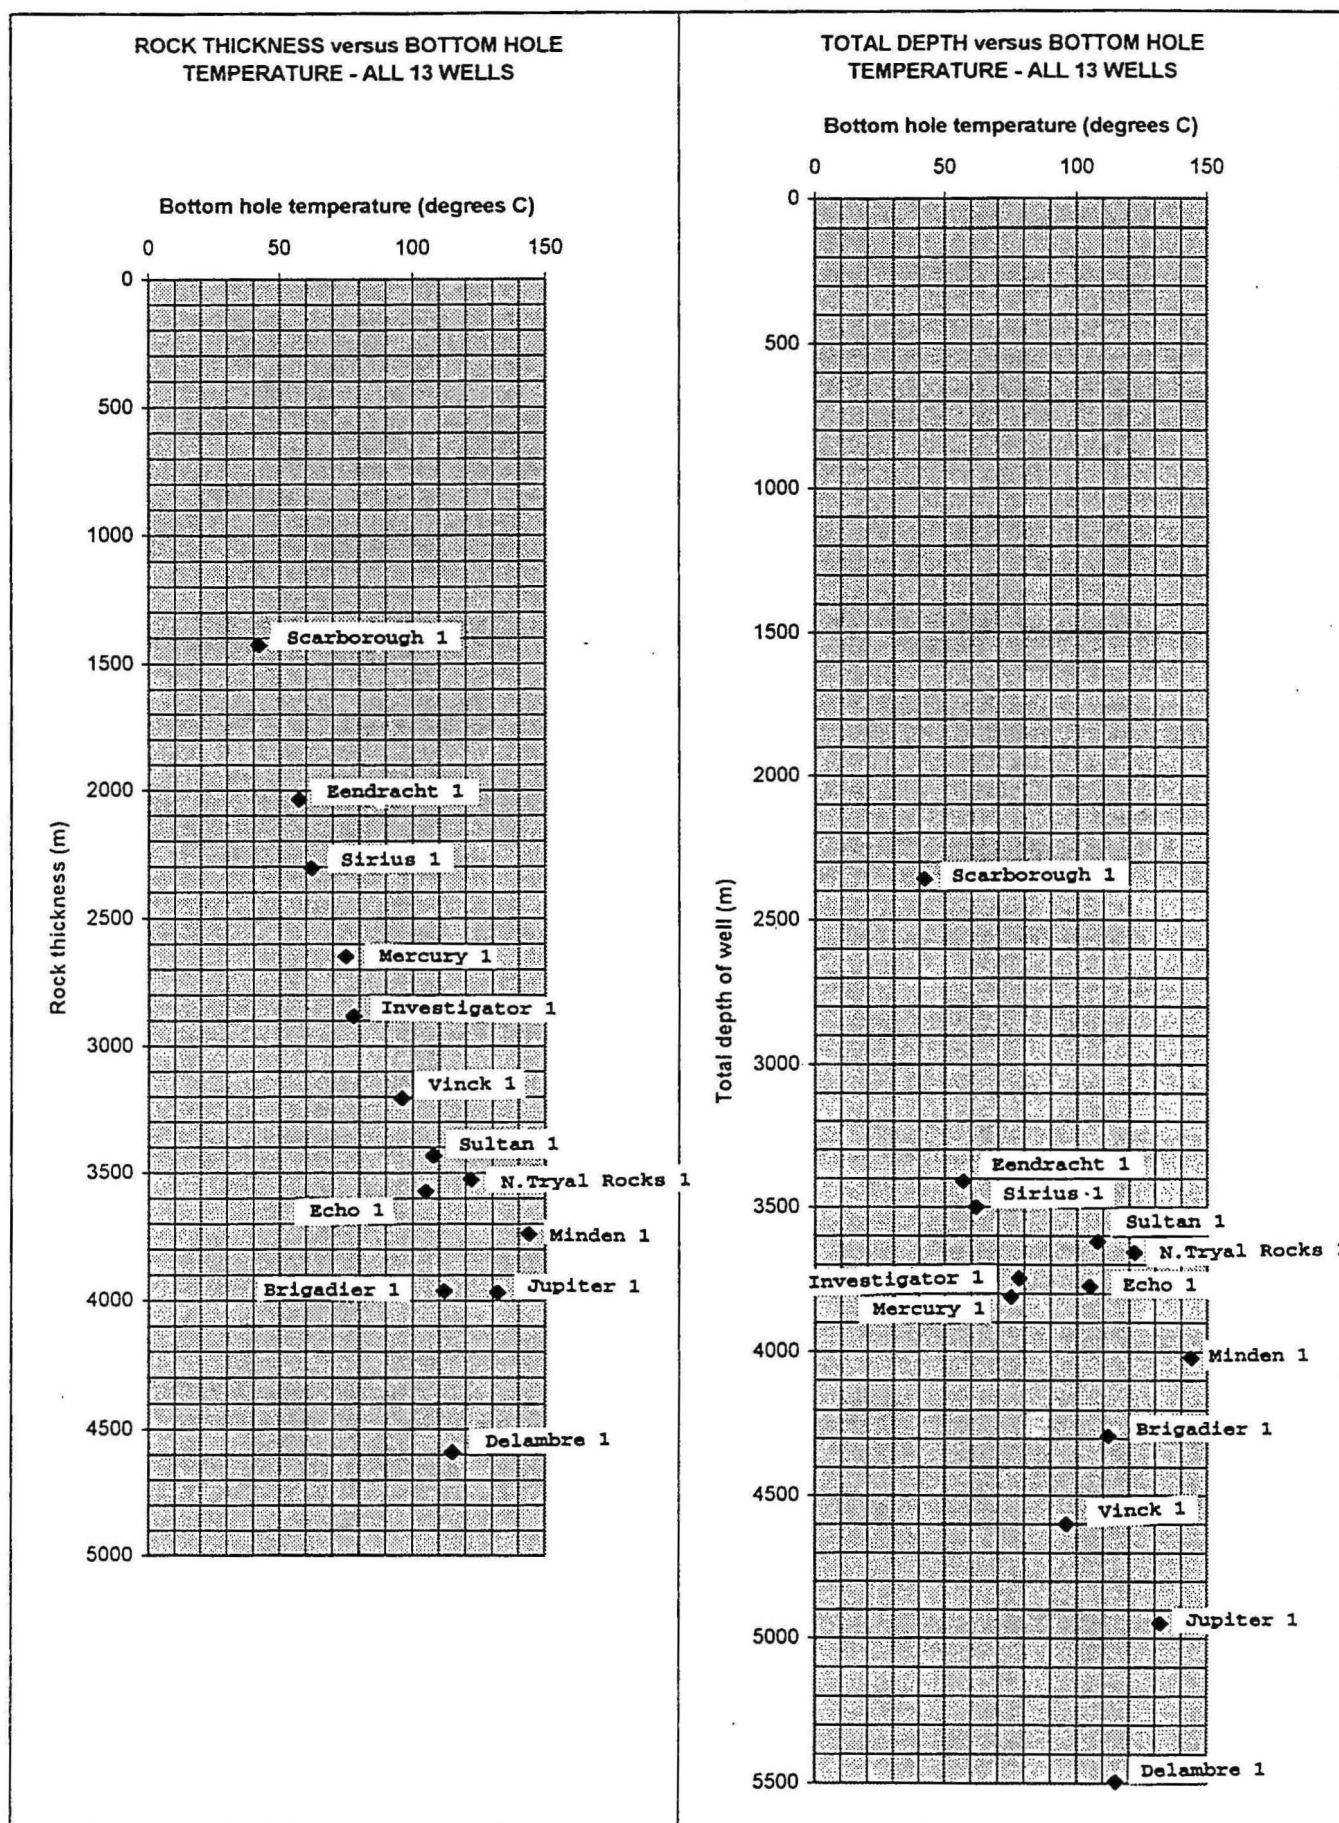 ROCK THICKNESS versus BOTTOM HOLE
TEMPERATURE - ALL 13 WELLS
Bottom hole temperature (degrees C)
0 50 100 150
0
500
1000
1500
2000
2500
3000
3500
4000
4500
5000
Rock thickness (m)
Scarborough 1
Eendracht 1
Sirius 1
Mercury 1
Investigator 1
Vinck 1
Sultan 1
N.Tryal Rocks 1
Echo 1
Minden 1
Brigadier 1
Jupiter 1
Delambre 1
TOTAL DEPTH versus BOTTOM HOLE
TEMPERATURE - ALL 13 WELLS
Bottom hole temperature (degrees C)
0 50 100 150
0
500
1000
1500
2000
2500
3000
3500
4000
4500
5000
5500
Total depth of well (m)
Scarborough 1
Eendracht 1
Sirius 1
Sultan 1
N.Tryal Rocks 1
Investigator 1
Echo 1
Mercury 1
Minden 1
Brigadier 1
Vinck 1
Jupiter 1
Delambre 1